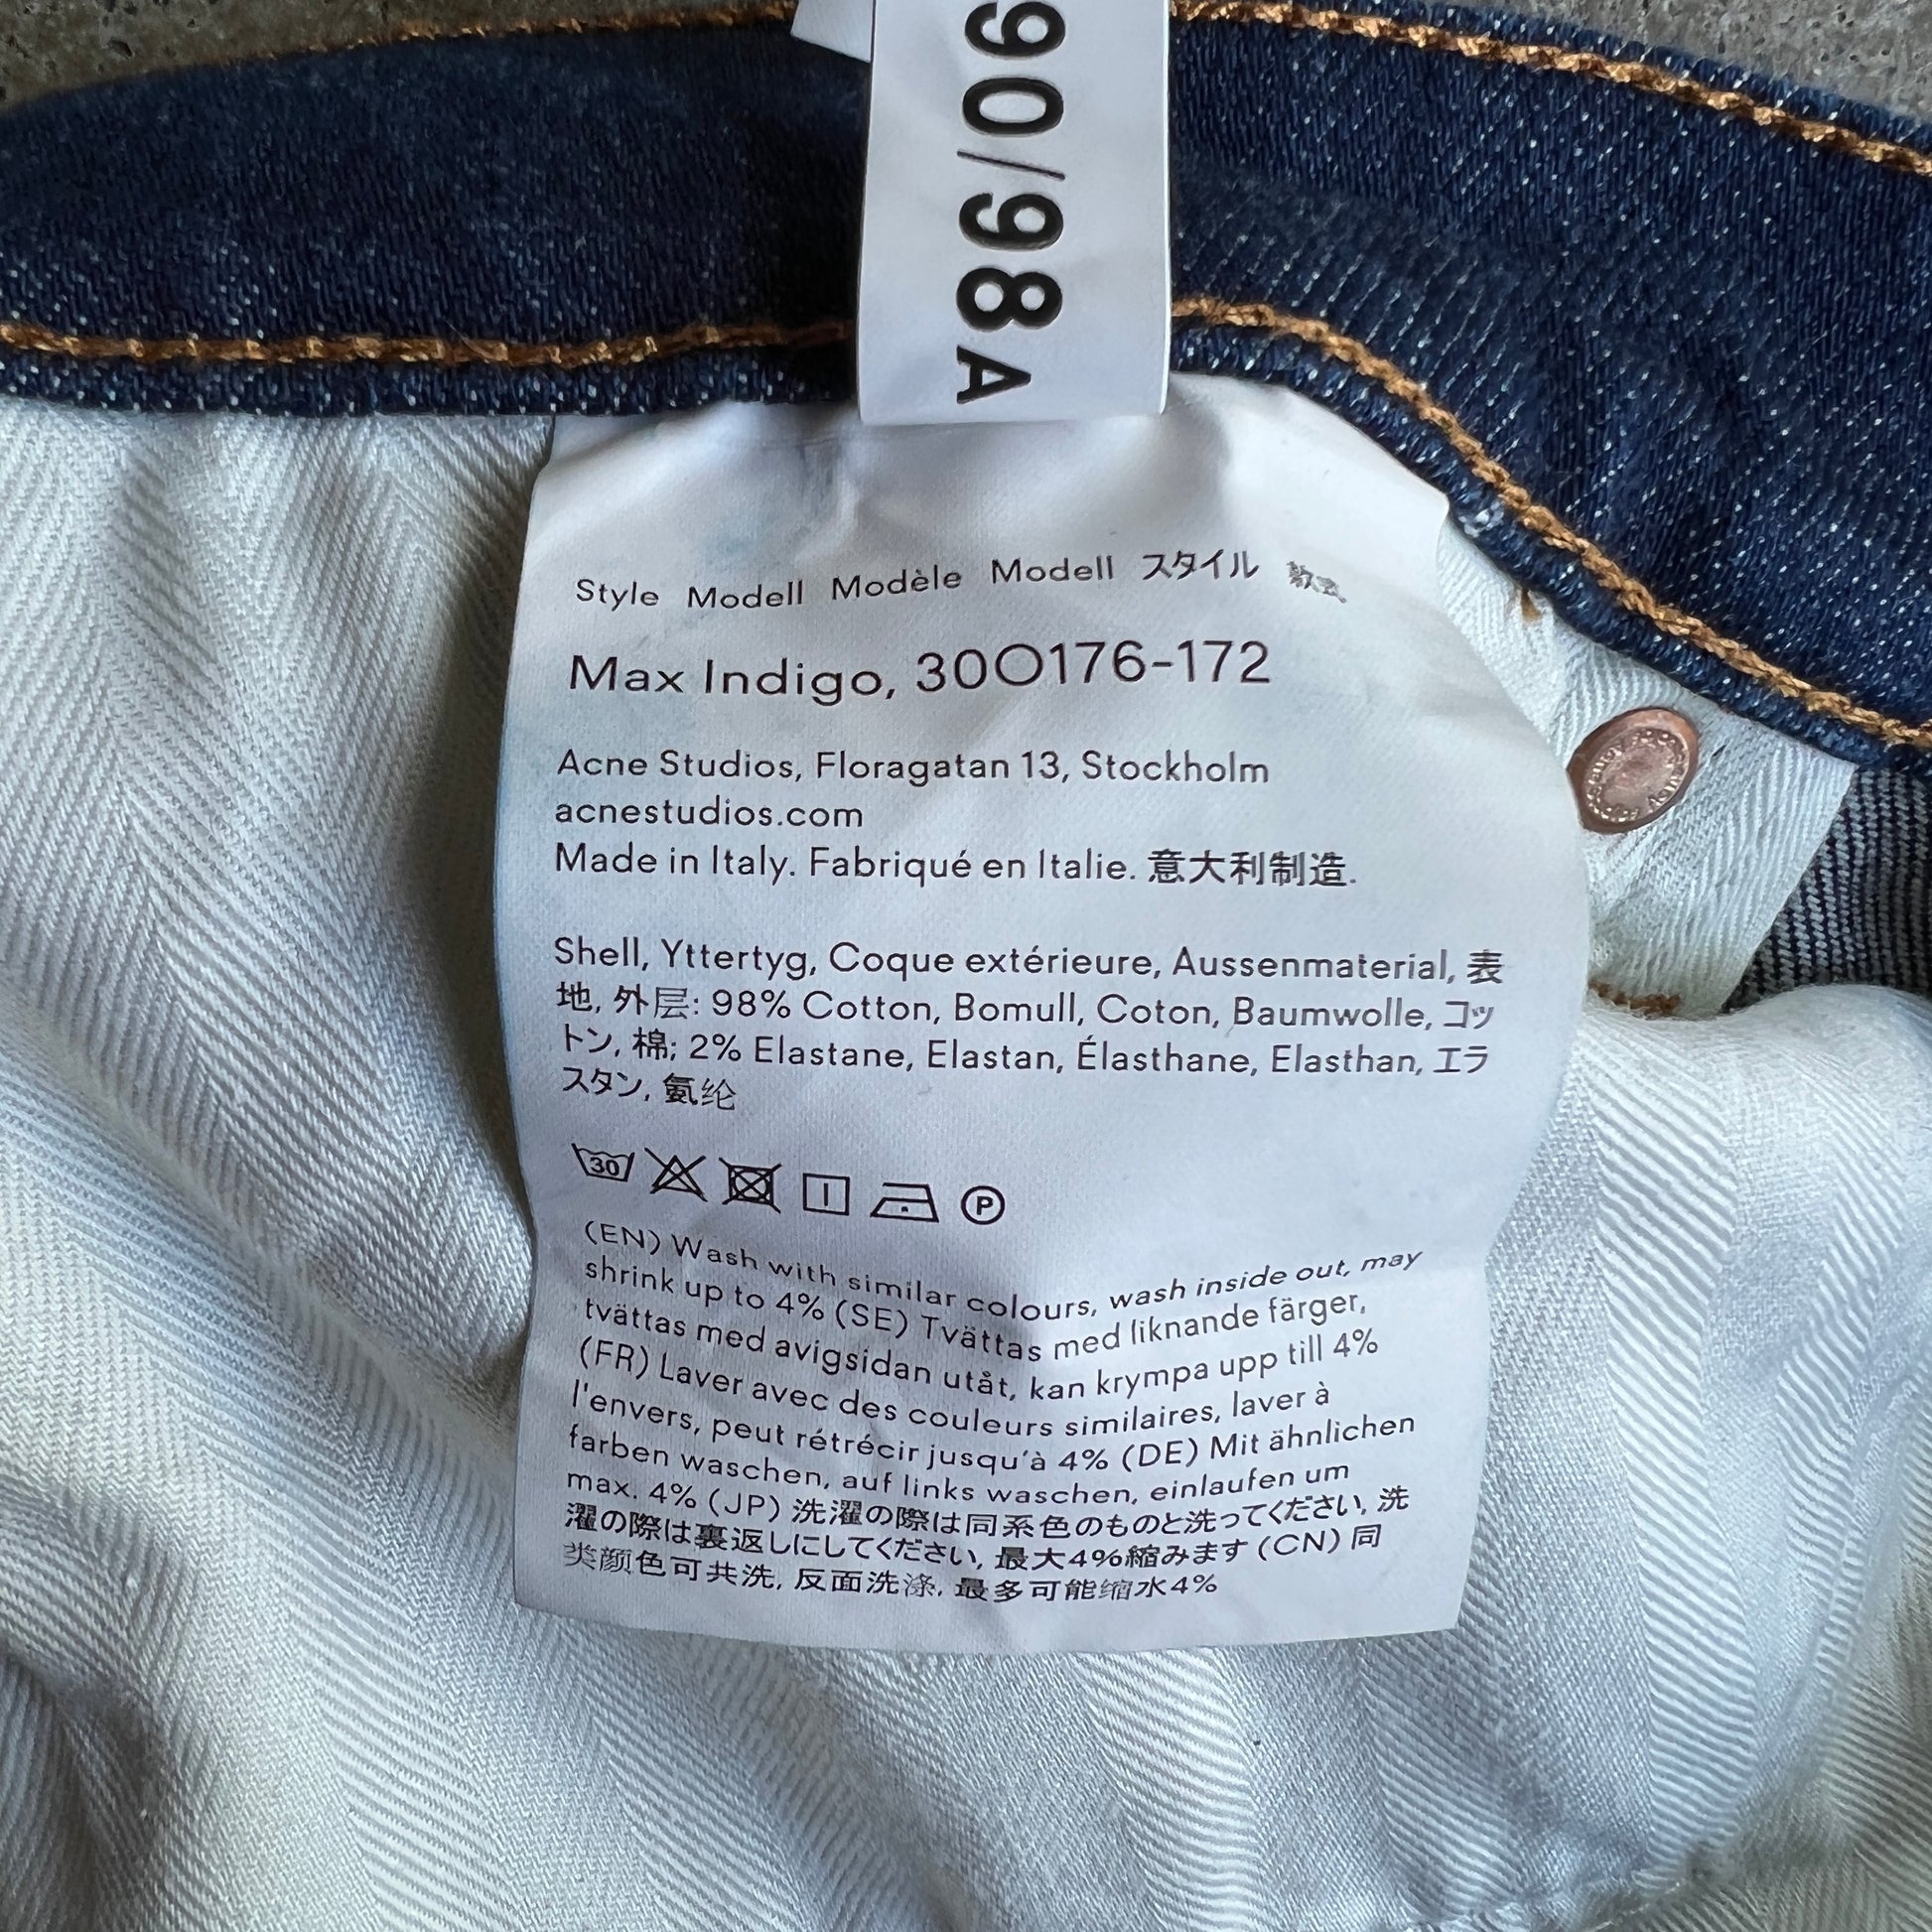 90/98A
Style Modell Modèle Modell スタイル 款式
Max Indigo, 30O176-172
Acne Studios, Floragatan 13, Stockholm
acnestudios.com
Made in Italy. Fabriqué en Italie. 意大利制造.
Shell, Yttertyg, Coque extérieure, Aussenmaterial, 表
地, 外层: 98% Cotton, Bomull, Coton, Baumwolle, コッ
トン, 棉; 2% Elastane, Elastan, Élasthane, Elasthan, エラ
スタン, 氨纶
30 P
(EN) Wash with similar colours, wash inside out, may
shrink up to 4% (SE) Tvättas med liknande färger,
tvättas med avigsidan utåt, kan krympa upp till 4%
(FR) Laver avec des couleurs similaires, laver à
l'envers, peut rétrécir jusqu'à 4% (DE) Mit ähnlichen
farben waschen, auf links waschen, einlaufen um
max. 4% (JP) 洗濯の際は同系色のものと洗ってください, 洗
濯の際は裏返しにしてください, 最大4%縮みます (CN) 同
类颜色可共洗, 反面洗涤, 最多可能缩水4%